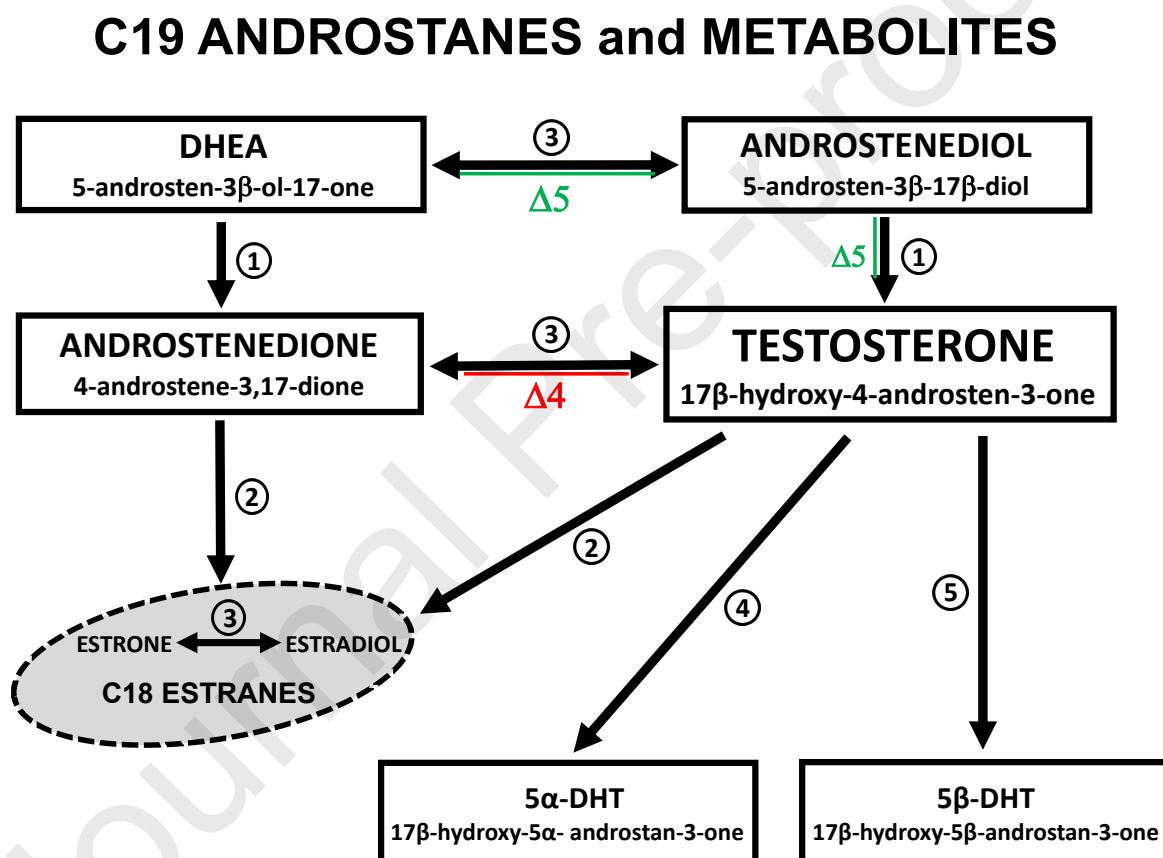 C19 ANDROSTANES and METABOLITES
DHEA
5-androsten-3β-ol-17-one
③
Δ5
ANDROSTENEDIOL
5-androsten-3β-17β-diol
①
Δ5
①
ANDROSTENEDIONE
4-androstene-3,17-dione
③
Δ4
TESTOSTERONE
17β-hydroxy-4-androsten-3-one
②
②
④
⑤
③
ESTRONE
ESTRADIOL
C18 ESTRANES
5α-DHT
17β-hydroxy-5α- androstan-3-one
5β-DHT
17β-hydroxy-5β-androstan-3-one
Journal Pre-proo